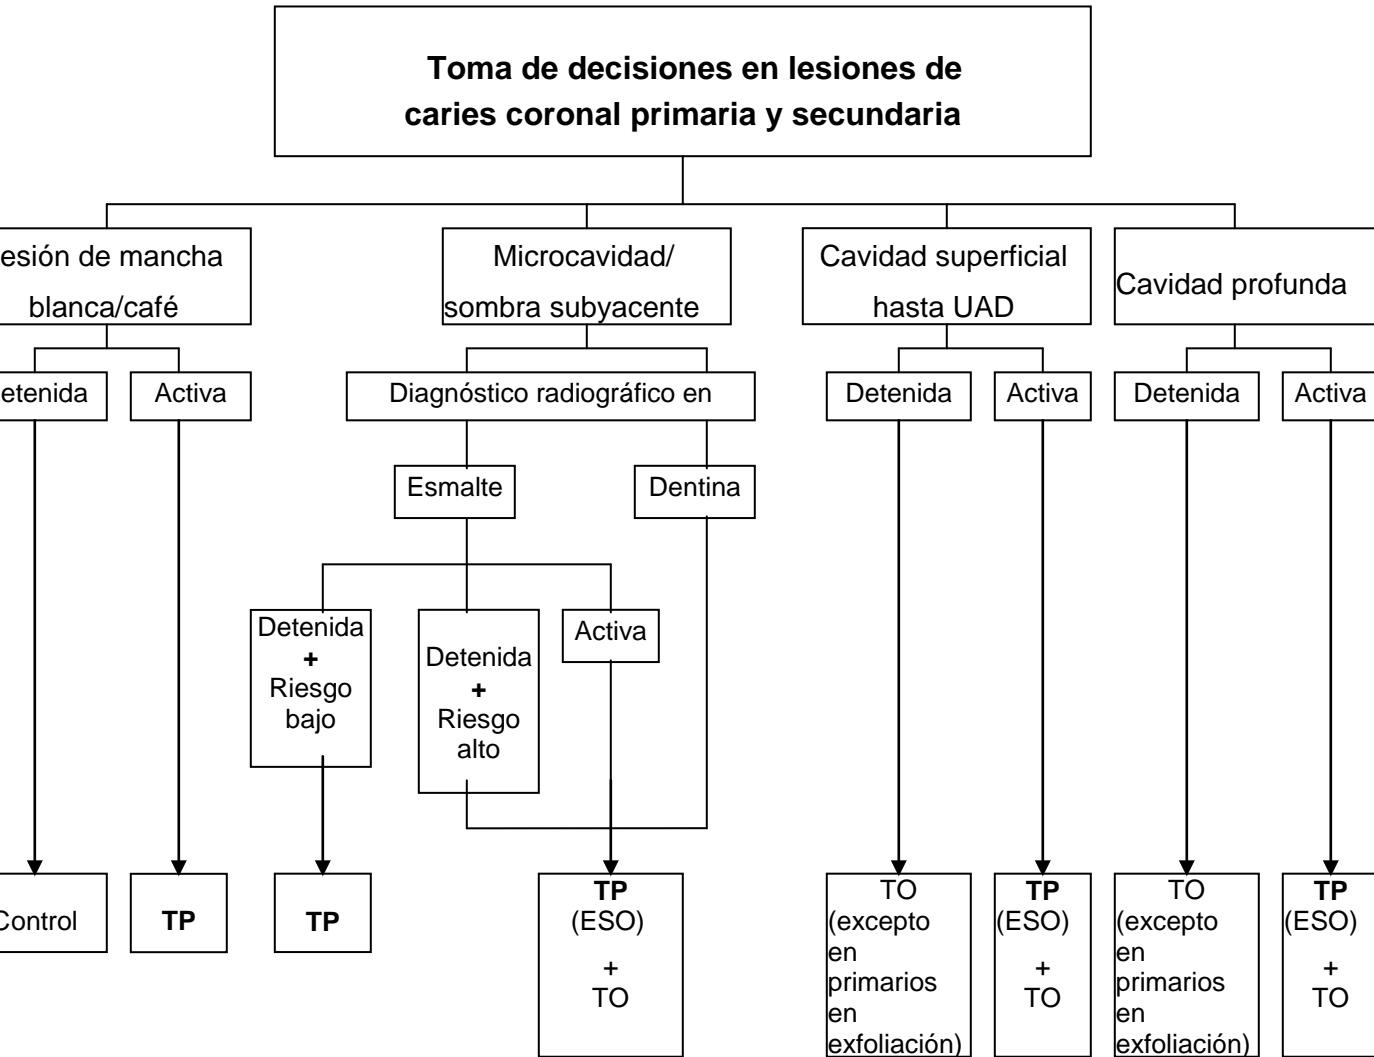 Toma de decisiones en lesiones de
caries coronal primaria y secundaria
esión de mancha
blanca/café
Microcavidad/
sombra subyacente
Cavidad superficial
hasta UAD
Cavidad profunda
etenida
Activa
Diagnóstico radiográfico en
Detenida
Activa
Detenida
Activa
Esmalte
Dentina
Detenida
+
Riesgo
bajo
Detenida
+
Riesgo
alto
Activa
Control
TP
TP
TP
(ESO)
+
TO
TO
(excepto
en
primarios
en
exfoliación)
TP
(ESO)
+
TO
TO
(excepto
en
primarios
en
exfoliación)
TP
(ESO)
+
TO